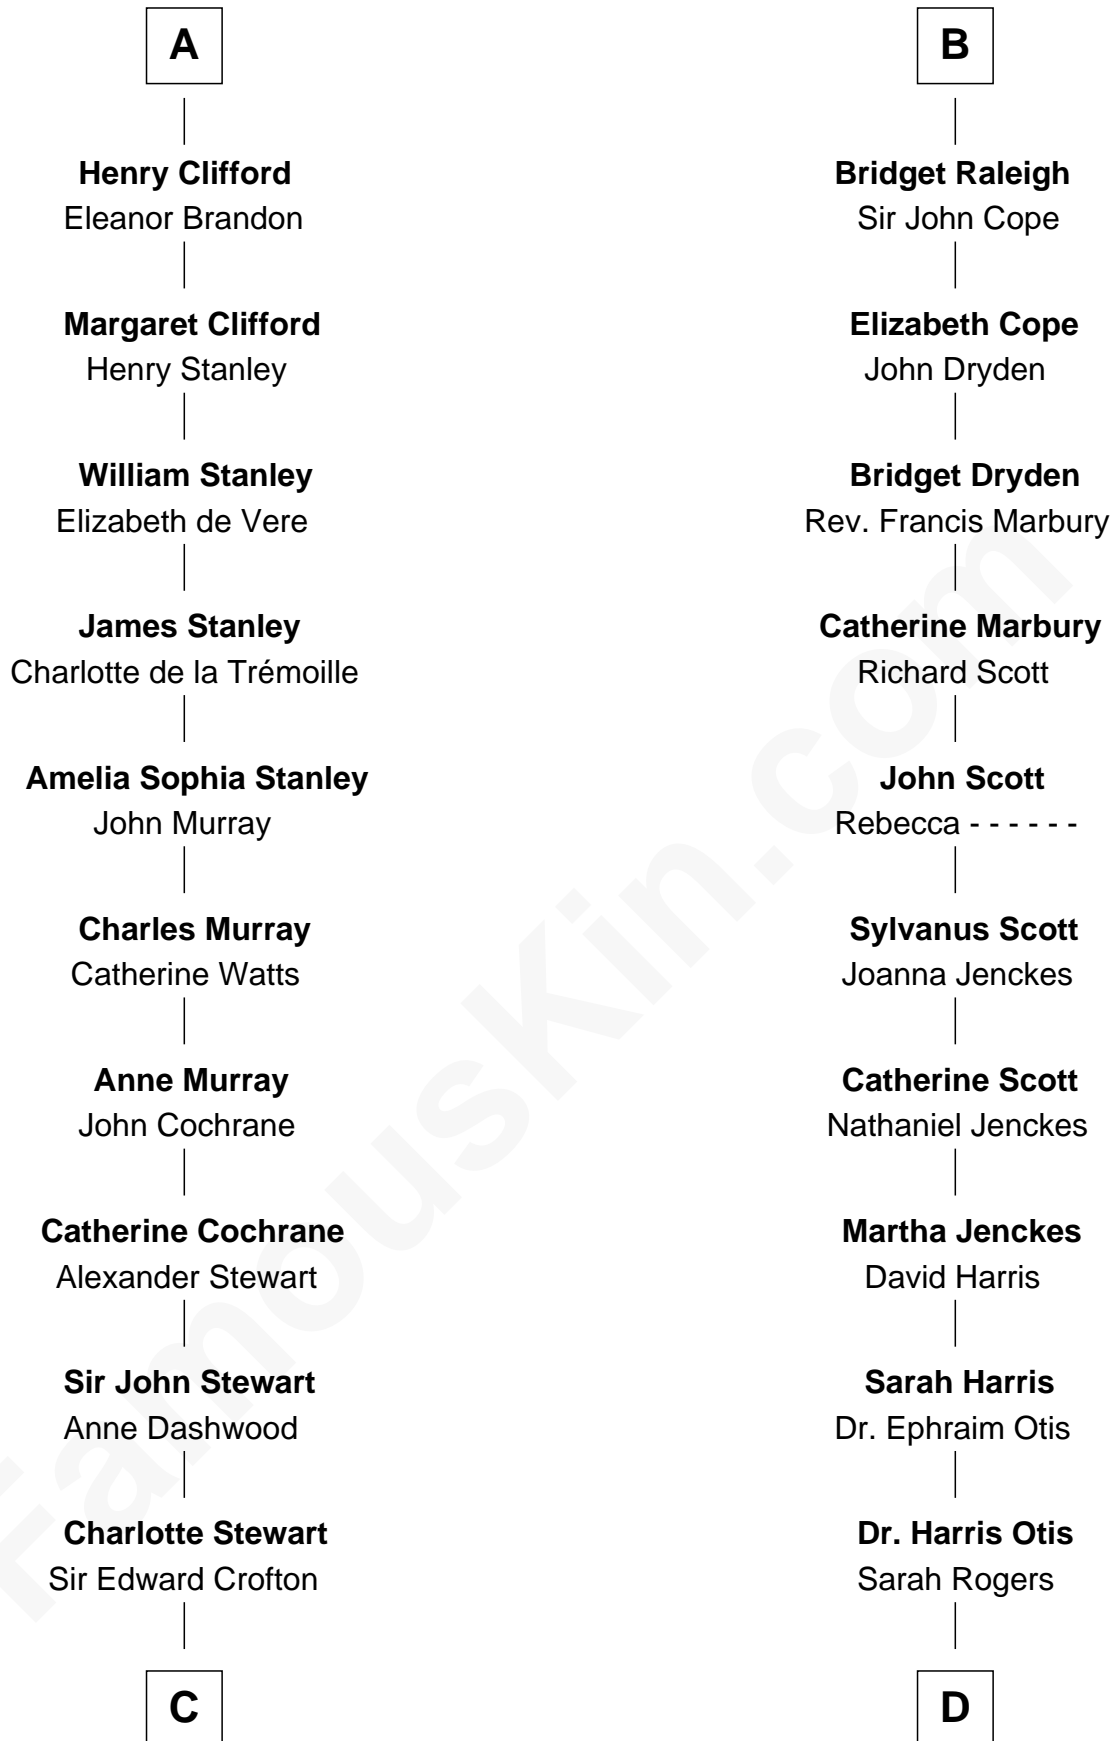 A
Henry Clifford
Eleanor Brandon
Margaret Clifford
Henry Stanley
William Stanley
Elizabeth de Vere
James Stanley
Charlotte de la Trémoille
Amelia Sophia Stanley
John Murray
Charles Murray
Catherine Watts
Anne Murray
John Cochrane
Catherine Cochrane
Alexander Stewart
Sir John Stewart
Anne Dashwood
Charlotte Stewart
Sir Edward Crofton
C
B
Bridget Raleigh
Sir John Cope
Elizabeth Cope
John Dryden
Bridget Dryden
Rev. Francis Marbury
Catherine Marbury
Richard Scott
John Scott
Rebecca - - - - - -
Sylvanus Scott
Joanna Jenckes
Catherine Scott
Nathaniel Jenckes
Martha Jenckes
David Harris
Sarah Harris
Dr. Ephraim Otis
Dr. Harris Otis
Sarah Rogers
D
FamousKin.com